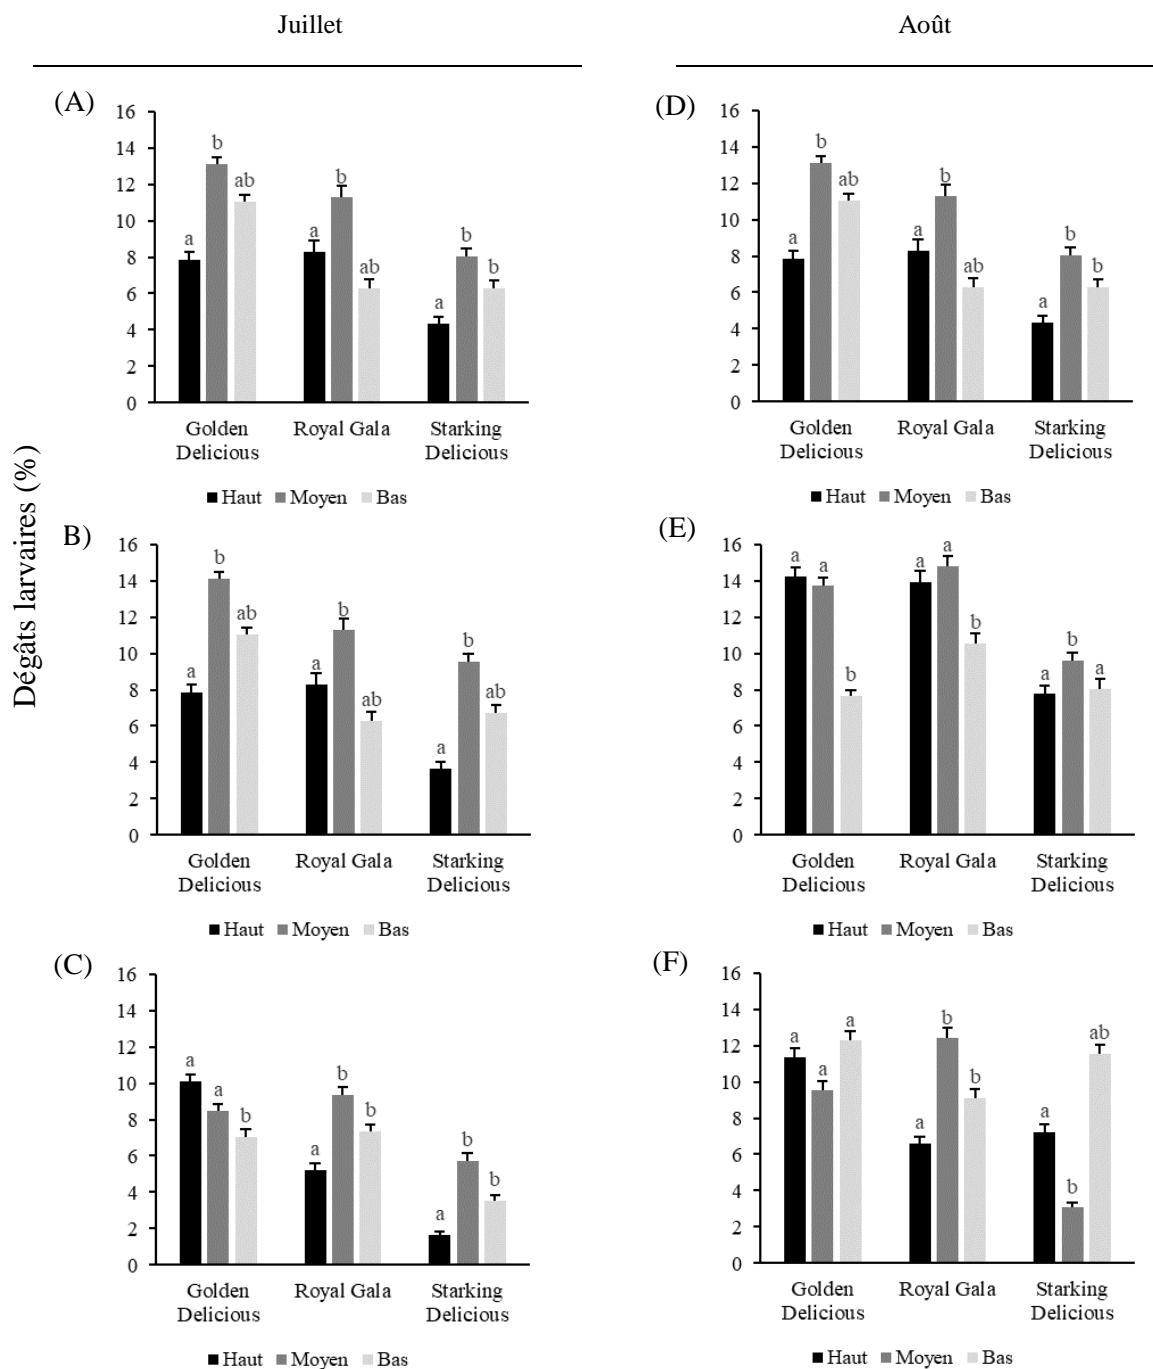 Juillet
Août
Dégâts larvaires (%)
(A)
16
14
12
10
8
6
4
2
0
a
b
ab
a
b
ab
a
b
b
Golden Delicious
Royal Gala
Starking Delicious
Haut Moyen Bas
(D)
16
14
12
10
8
6
4
2
0
a
b
ab
a
b
ab
a
b
b
Golden Delicious
Royal Gala
Starking Delicious
Haut Moyen Bas
B)
16
14
12
10
8
6
4
2
0
a
b
ab
a
b
ab
a
b
ab
Golden Delicious
Royal Gala
Starking Delicious
Haut Moyen Bas
(E)
16
14
12
10
8
6
4
2
0
a
a
b
a
a
b
a
b
a
Golden Delicious
Royal Gala
Starking Delicious
Haut Moyen Bas
(C)
16
14
12
10
8
6
4
2
0
a
a
b
a
b
b
a
b
b
Golden Delicious
Royal Gala
Starking Delicious
Haut Moyen Bas
(F)
16
14
12
10
8
6
4
2
0
a
a
a
a
b
b
a
b
ab
Golden Delicious
Royal Gala
Starking Delicious
Haut Moyen Bas